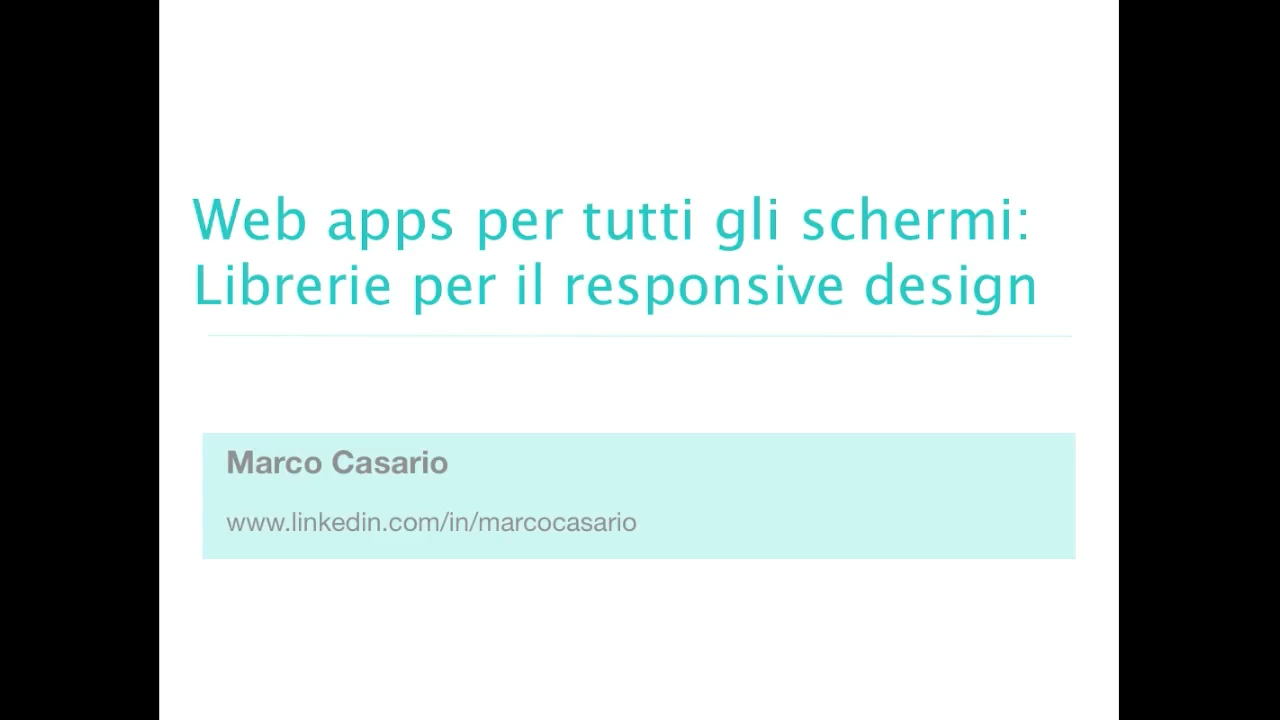 Web apps per tutti gli schermi:
Librerie per il responsive design
Marco Casario
www.linkedin.com/in/marcocasario